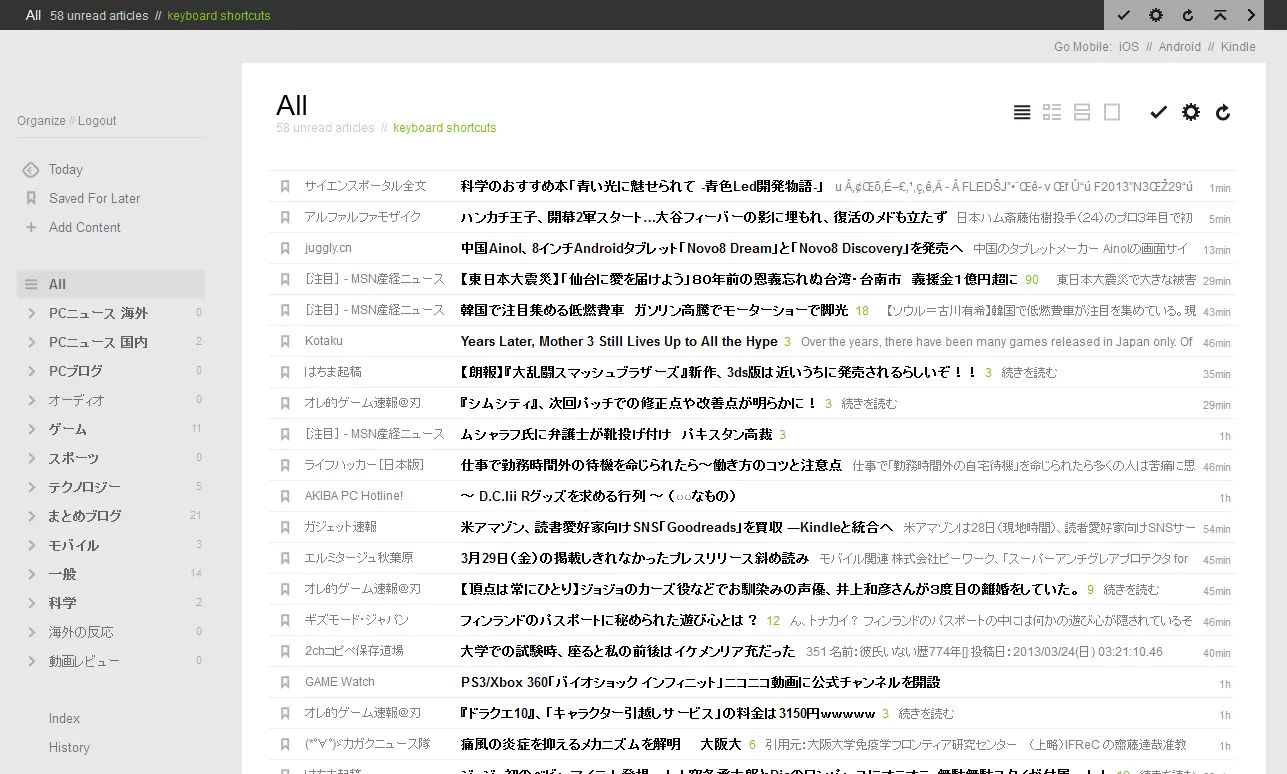 All 58 unread articles // keyboard shortcuts
Go Mobile: iOS // Android // Kindle
Organize // Logout
Today
Saved For Later
Add Content
All
PCニュース 海外 0
PCニュース 国内 2
PCブログ 0
オーディオ 0
ゲーム 11
スポーツ 0
テクノロジー 5
まとめブログ 21
モバイル 3
一般 14
科学 2
海外の反応 0
動画レビュー 0
Index
History
All
58 unread articles // keyboard shortcuts
サイエンスポータル全文 科学のおすすめ本「青い光に魅せられて -青色Led開発物語-」 1min
アルファルファモザイク ハンカチ王子、開幕2軍スタート…大谷フィーバーの影に埋もれ、復活のメドも立たず 日本ハム斎藤佑樹投手（24）のプロ3年目で初 5min
juggly.cn 中国Ainol、8インチAndroidタブレット「Novo8 Dream」と「Novo8 Discovery」を発売へ 中国のタブレットメーカー Ainolの画面サイ 13min
［注目］ - MSN産経ニュース 【東日本大震災】「仙台に愛を届けよう」８０年前の恩義忘れぬ台湾・台南市　義援金１億円超に 90 東日本大震災で大きな被害 29min
［注目］ - MSN産経ニュース 韓国で注目集める低燃費車　ガソリン高騰でモーターショーで脚光 18 【ソウル＝古川有希】韓国で低燃費車が注目を集めている。現 43min
Kotaku Years Later, Mother 3 Still Lives Up to All the Hype 3 Over the years, there have been many games released in Japan only. Of 46min
はちま起稿 【朗報】『大乱闘スマッシュブラザーズ』新作、3ds版は近いうちに発売されるらしいぞ！！ 3 続きを読む 35min
オレ的ゲーム速報＠刃 『シムシティ』、次回パッチでの修正点や改善点が明らかに！ 3 続きを読む 29min
［注目］ - MSN産経ニュース ムシャラフ氏に弁護士が靴投げ付け　パキスタン高裁 3 1h
ライフハッカー［日本版］ 仕事で勤務時間外の待機を命じられたら～働き方のコツと注意点 仕事で「勤務時間外の自宅待機」を命じられたら多くの人は苦痛に思 46min
AKIBA PC Hotline! ～ D.C.Iii Rグッズを求める行列 ～ （○○なもの） 1h
ガジェット速報 米アマゾン、読者愛好家向けSNS「Goodreads」を買収 ―Kindleと統合へ 米アマゾンは28日（現地時間）、読者愛好家向けSNSサー 54min
エルミタージュ秋葉原 3月29日（金）の掲載しきれなかったプレスリリース斜め読み モバイル関連 株式会社ビーワーク、「スーパーアンチグレアプロテクタ for 45min
オレ的ゲーム速報＠刃 【頂点は常にひとり】ジョジョのカーズ役などでお馴染みの声優、井上和彦さんが３度目の離婚をしていた。 9 続きを読む 45min
ギズモード・ジャパン フィンランドのパスポートに秘められた遊び心とは？ 12 ん、トナカイ？ フィンランドのパスポートの中には何かの遊び心が隠されているそ 46min
2chコピペ保存道場 大学での試験時、座ると私の前後はイケメンリア充だった 351 名前：彼氏いない歴774年[] 投稿日：2013/03/24(日) 03:21:10.46 40min
GAME Watch PS3/Xbox 360「バイオショック インフィニット」ニコニコ動画に公式チャンネルを開設 1h
オレ的ゲーム速報＠刃 『ドラクエ10』、「キャラクター引越しサービス」の料金は3150円wwwww 3 続きを読む 1h
(*ﾟ∀ﾟ)ゞカガクニュース隊 痛風の炎症を抑えるメカニズムを解明　大阪大 6 引用元：大阪大学免疫学フロンティア研究センター　（上略）IFReC の齋藤達哉准教 1h